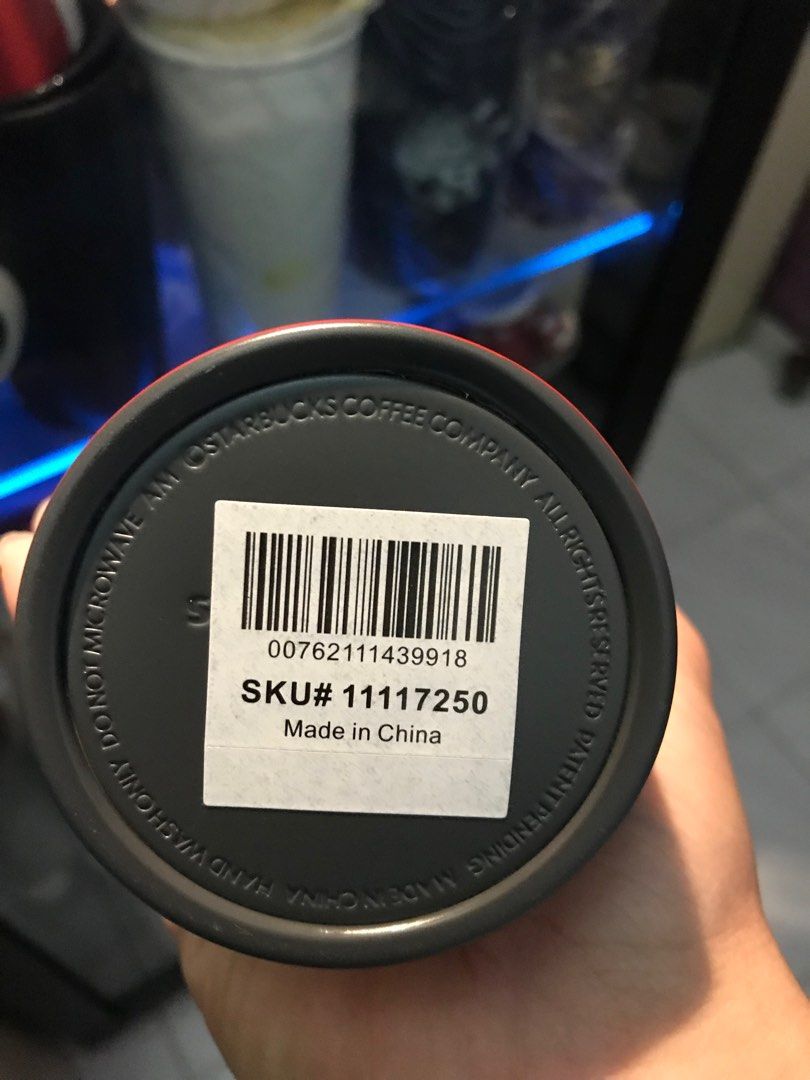 ©STARBUCKS COFFEE COMPANY ALL RIGHTS RESERVED PATENT PENDING MADE IN CHINA HAND WASH ONLY DO NOT MICROWAVE
S
00762111439918
SKU# 11117250
Made in China